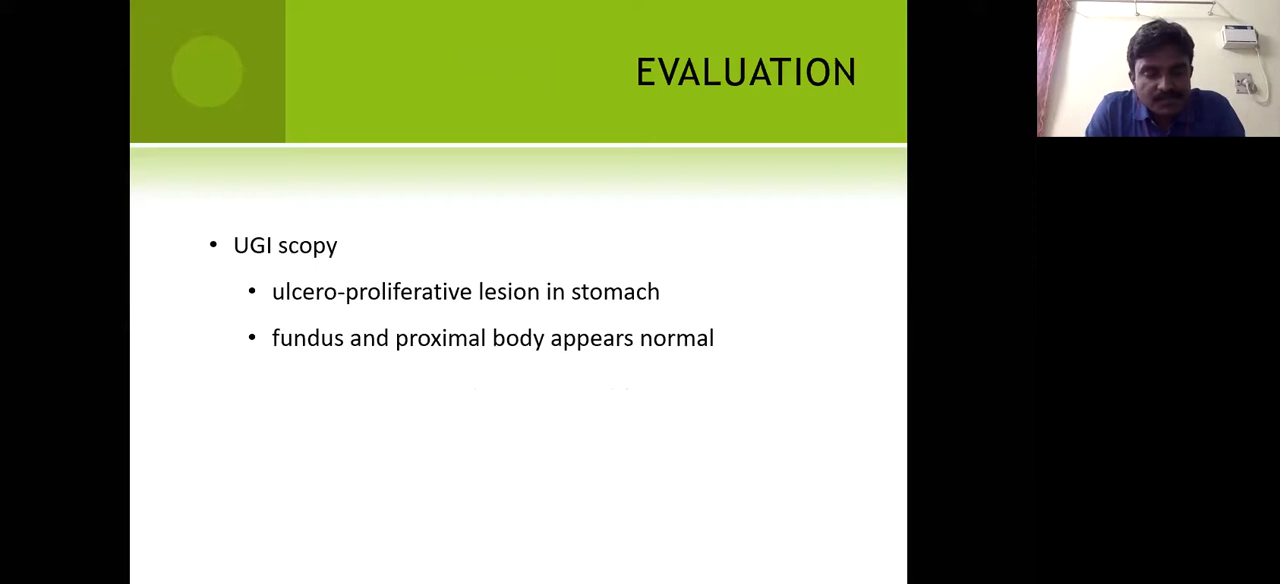 EVALUATION
• UGI scopy
• ulcero-proliferative lesion in stomach
• fundus and proximal body appears normal